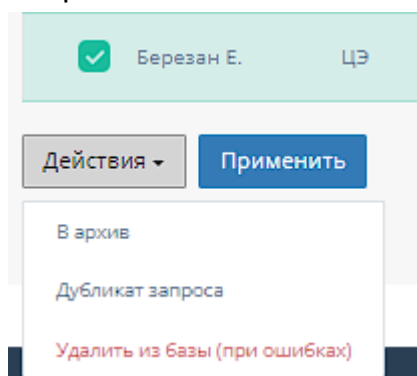 Березан Е. ЦЭ
Действия Применить
В архив
Дубликат запроса
Удалить из базы (при ошибках)